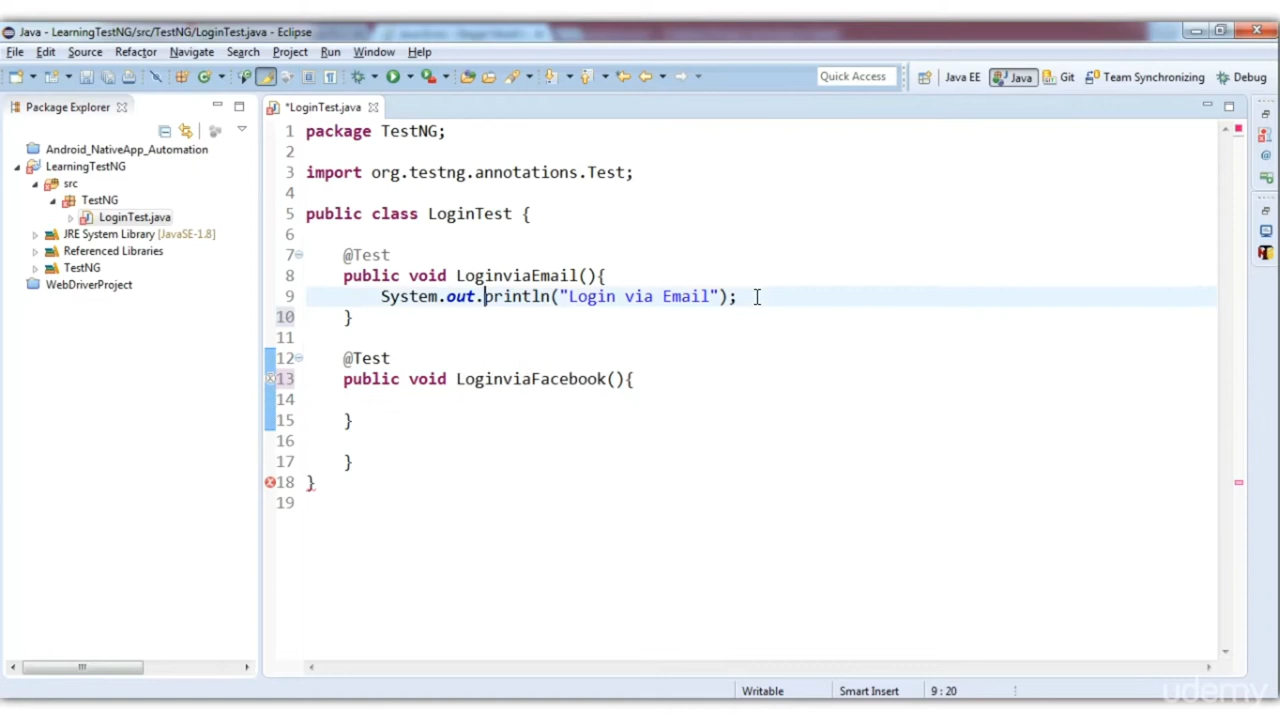 Java - LearningTestNG/src/TestNG/LoginTest.java - Eclipse
File Edit Source Refactor Navigate Search Project Run Window Help
Quick Access Java EE Java Git Team Synchronizing Debug
Package Explorer
*LoginTest.java
Android_NativeApp_Automation
LearningTestNG
src
TestNG
LoginTest.java
JRE System Library [JavaSE-1.8]
Referenced Libraries
TestNG
WebDriverProject
1 package TestNG;
2
3 import org.testng.annotations.Test;
4
5 public class LoginTest {
6
7 @Test
8 public void LoginviaEmail(){
9 System.out.println("Login via Email");
10 }
11
12 @Test
13 public void LoginviaFacebook(){
14
15 }
16
17 }
18 }
19
Writable Smart Insert 9 : 20
udemy